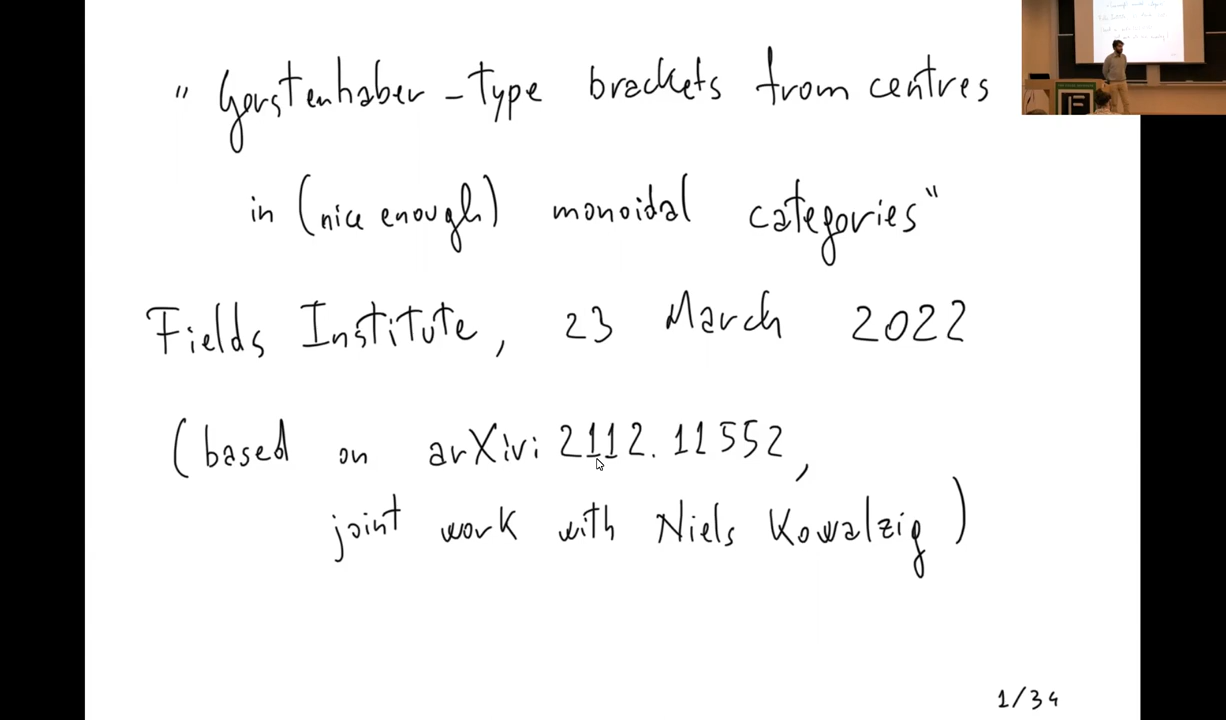 "Gerstenhaber-type brackets from centres
in (nice enough) monoidal categories"
Fields Institute, 23 March 2022
(based on arXiv: 2112.11552,
joint work with Niels Kowalzig)
1/34